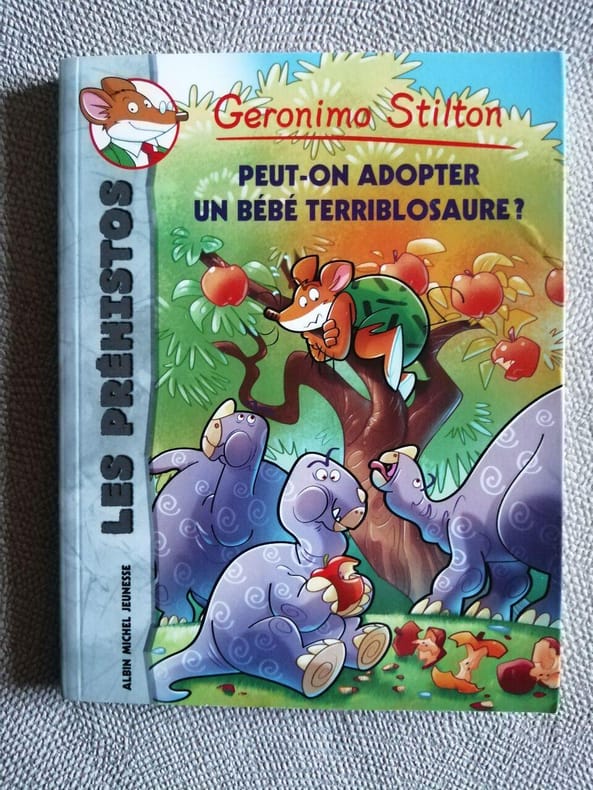 Geronimo Stilton
PEUT-ON ADOPTER
UN BÉBÉ TERRIBLOSAURE ?
LES PRÉHISTOS
ALBIN MICHEL JEUNESSE